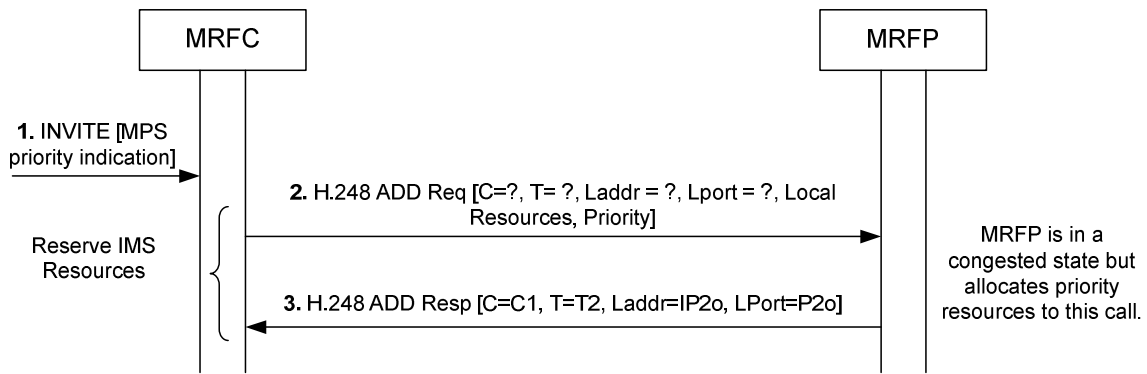 MRFC
MRFP
1. INVITE [MPS
priority indication]
2. H.248 ADD Req [C=?, T= ?, Laddr = ?, Lport = ?, Local
Resources, Priority]
Reserve IMS
Resources
MRFP is in a
congested state but
allocates priority
resources to this call.
3. H.248 ADD Resp [C=C1, T=T2, Laddr=IP2o, LPort=P2o]